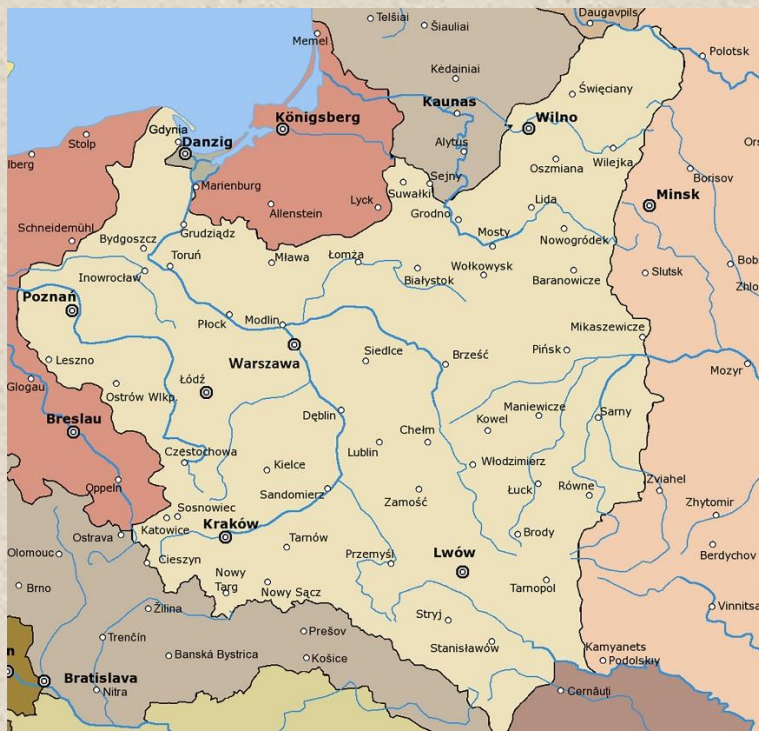 Telšiai
Šiauliai
Daugavpils
Memel
Polotsk
Kėdainiai
Święciany
Kaunas
Wilno
Königsberg
Gdynia
Danzig
Stolp
lberg
Alytus
Ors
Wilejka
Oszmiana
Borisov
Sejny
Suwałki
Marienburg
Lyck
Allenstein
Minsk
Lida
Grodno
Grudziądz
Schneidemühl
Mosty
Nowogródek
Bydgoszcz
Toruń
Mława
Łomża
Wołkowysk
Bob
Inowrocław
Białystok
Baranowicze
Slutsk
Zhlo
Poznań
Płock
Modlin
Mikaszewicze
Warszawa
Siedlce
Brześć
Pińsk
Leszno
Mozyr
Glogau
Łódź
Ostrów Wlkp.
Maniewicze
Dęblin
Kowel
Sarny
Breslau
Chełm
Lublin
Częstochowa
Włodzimierz
Kielce
Zviahel
Oppeln
Sandomierz
Łuck
Równe
Zamość
Sosnowiec
Zhytomir
Katowice
Kraków
Ostrava
Brody
Tarnów
Berdychov
Olomouc
Przemyśl
Lwów
Cieszyn
Nowy
Targ
Tarnopol
Brno
Nowy Sącz
Žilina
Vinnitsa
Stryj
Prešov
Trenčín
Stanisławów
Kamyanets
Podolskiy
n
Banská Bystrica
Košice
Bratislava
Nitra
Cernăuți